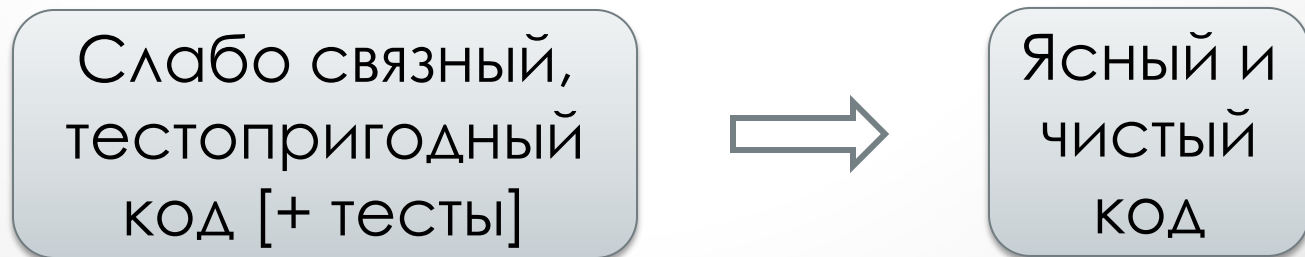 Слабо связный,
тестопригодный
код [+ тесты]
Ясный и
чистый
код